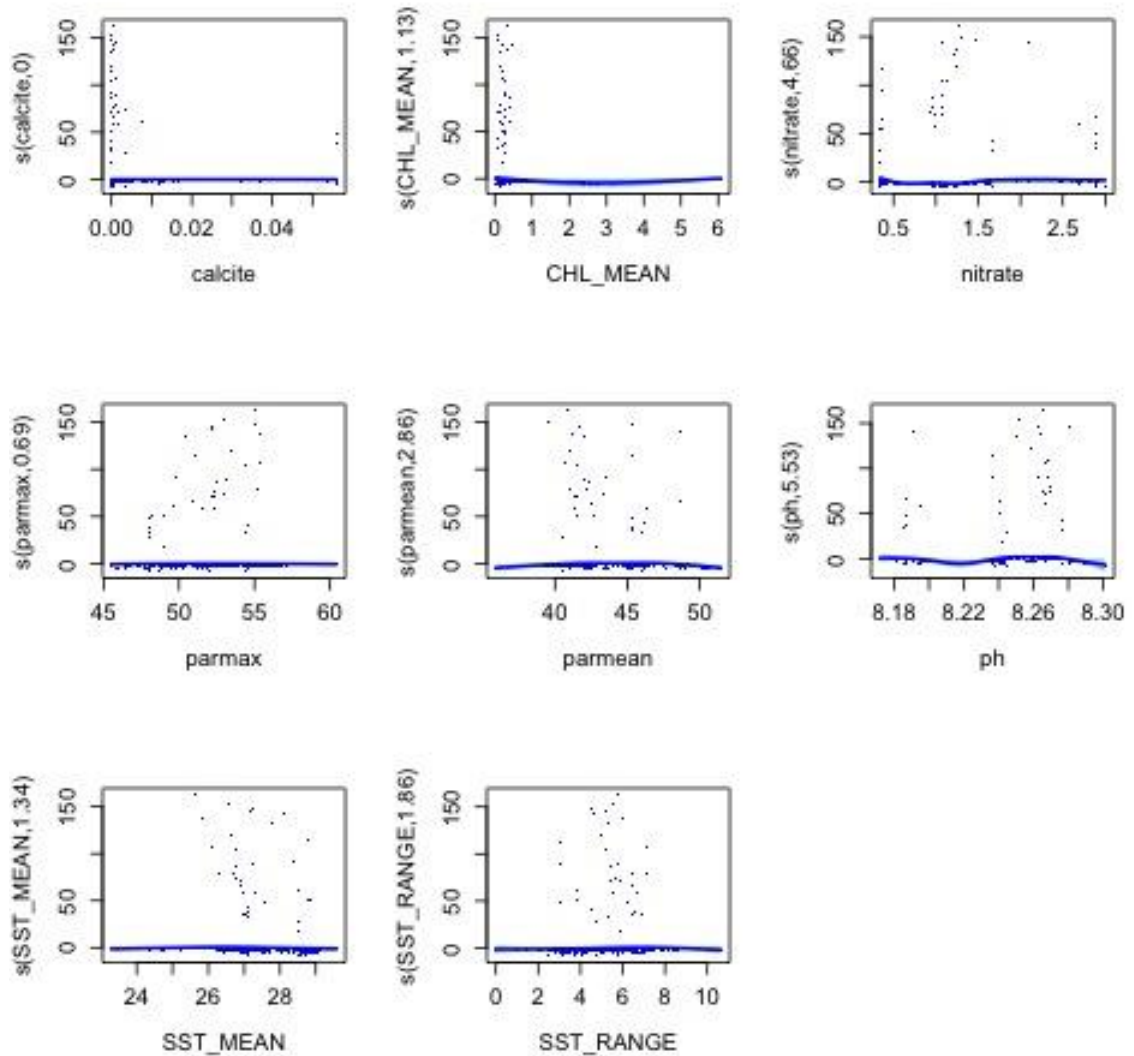 s(calcite,0)
150
50
0
0.00 0.02 0.04
calcite
s(CHL_MEAN,1.13)
150
50
0
0 1 2 3 4 5 6
CHL_MEAN
s(nitrate,4.66)
150
50
0
0.5 1.5 2.5
nitrate
s(parmax,0.69)
150
50
0
45 50 55 60
parmax
s(parmean,2.86)
150
50
0
40 45 50
parmean
s(ph,5.53)
150
50
0
8.18 8.22 8.26 8.30
ph
s(SST_MEAN,1.34)
150
50
0
24 26 28
SST_MEAN
s(SST_RANGE,1.86)
150
50
0
0 2 4 6 8 10
SST_RANGE